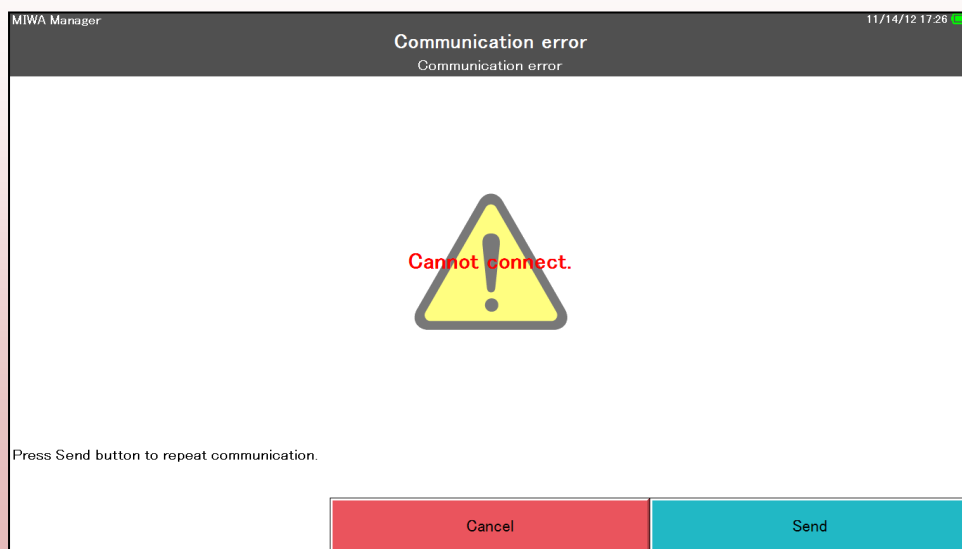 MIWA Manager 11/14/12 17:26
Communication error
Communication error
Cannot connect.
Press Send button to repeat communication.
Cancel Send